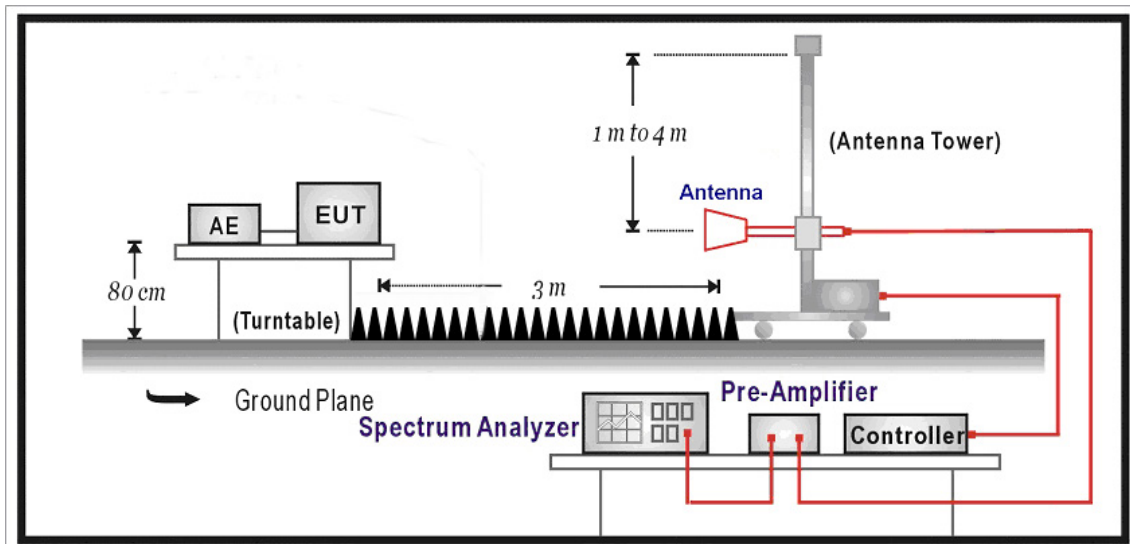 1 m to 4 m
(Antenna Tower)
Antenna
AE
EUT
80 cm
3 m
(Turntable)
Ground Plane
Pre-Amplifier
Spectrum Analyzer
Controller